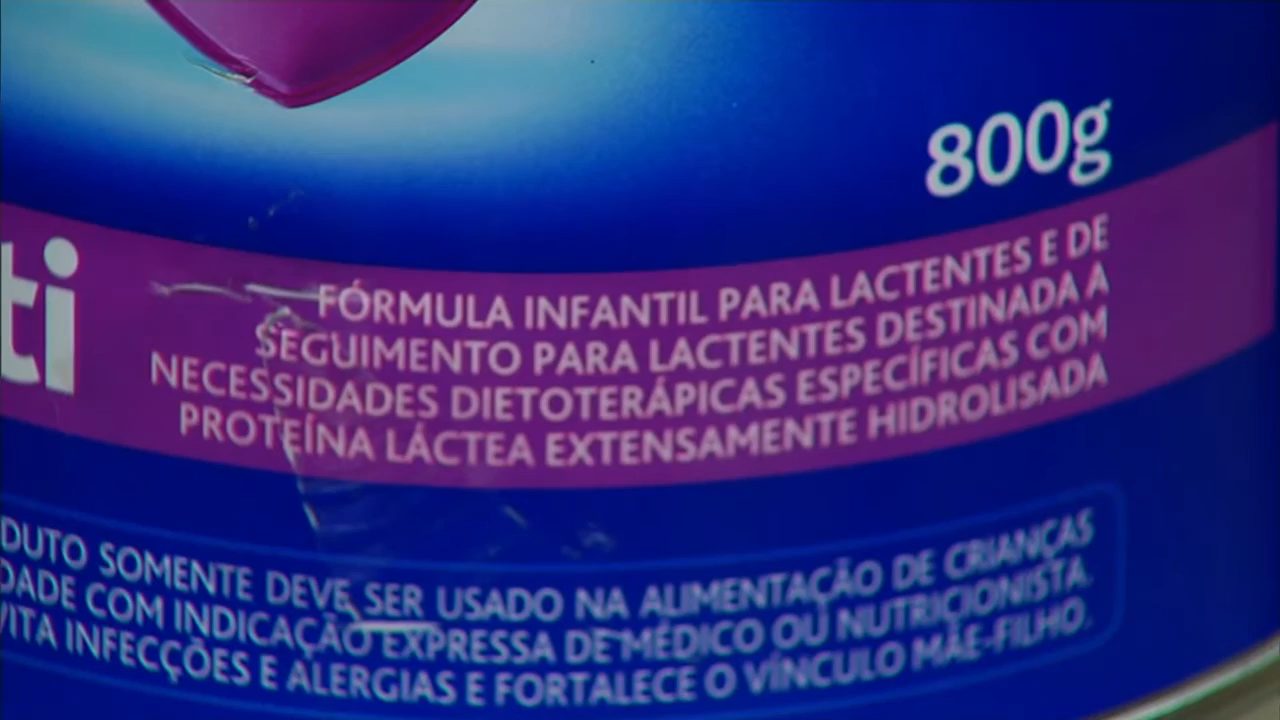 800g
ti
FÓRMULA INFANTIL PARA LACTENTES E DE
SEGUIMENTO PARA LACTENTES DESTINADA A
NECESSIDADES DIETOTERÁPICAS ESPECÍFICAS COM
PROTEÍNA LÁCTEA EXTENSAMENTE HIDROLISADA
DUTO SOMENTE DEVE SER USADO NA ALIMENTAÇÃO DE CRIANÇAS
DADE COM INDICAÇÃO EXPRESSA DE MÉDICO OU NUTRICIONISTA.
VITA INFECÇÕES E ALERGIAS E FORTALECE O VÍNCULO MÃE-FILHO.